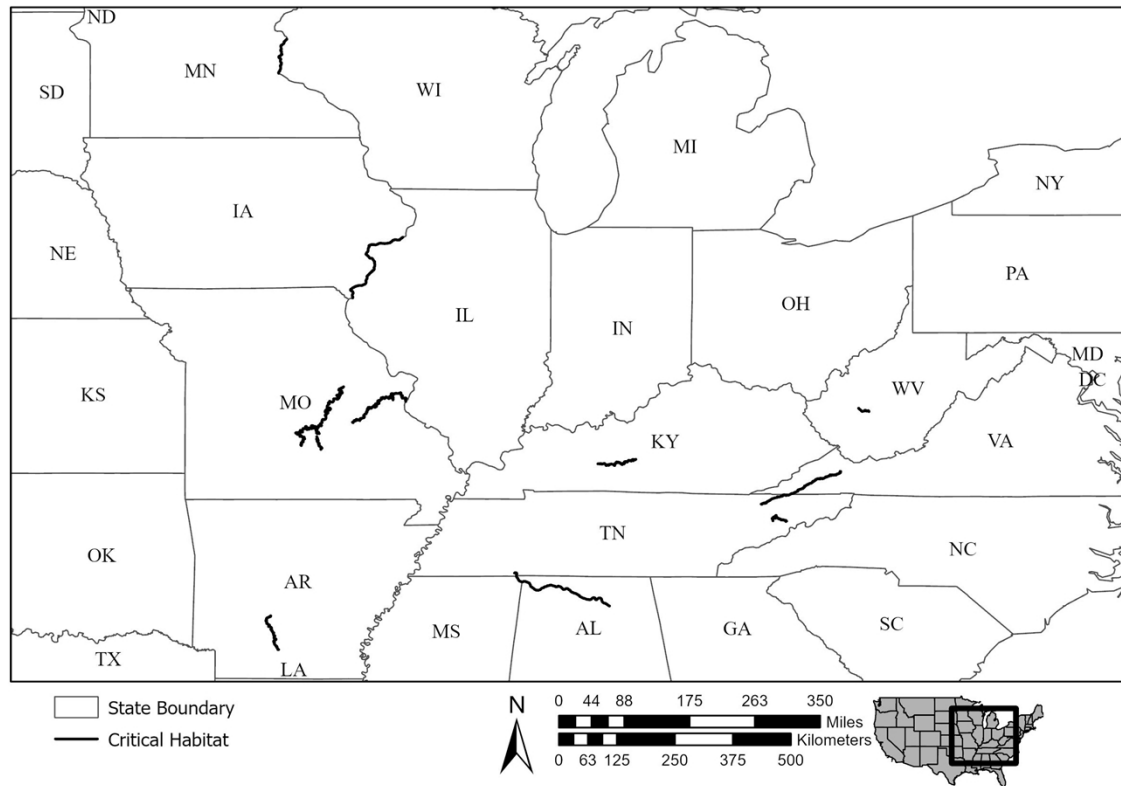 ND
MN
SD
WI
MI
NY
IA
NE
PA
IL
IN
OH
MD
DC
KS
MO
WV
KY
VA
TN
NC
OK
AR
MS
AL
GA
SC
TX
LA
State Boundary
Critical Habitat
N
0 44 88 175 263 350
Miles
Kilometers
0 63 125 250 375 500